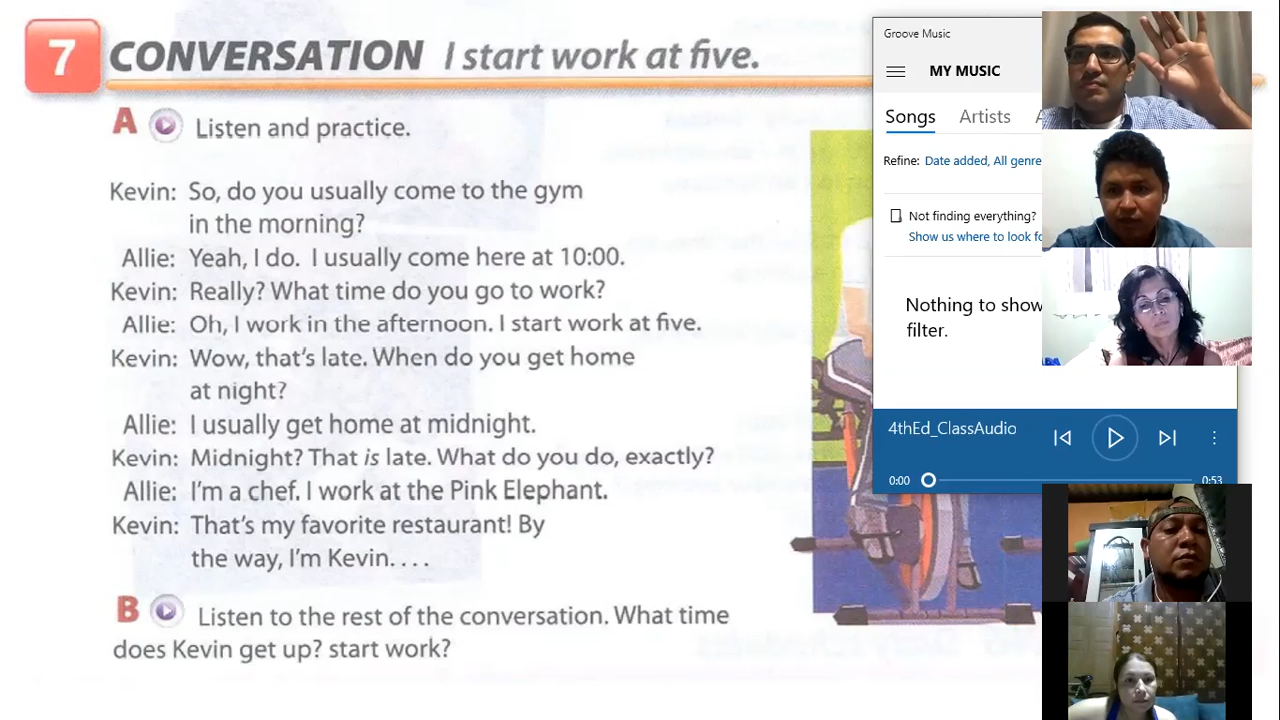 7 CONVERSATION I start work at five.
A Listen and practice.
Kevin: So, do you usually come to the gym
in the morning?
Allie: Yeah, I do. I usually come here at 10:00.
Kevin: Really? What time do you go to work?
Allie: Oh, I work in the afternoon. I start work at five.
Kevin: Wow, that's late. When do you get home
at night?
Allie: I usually get home at midnight.
Kevin: Midnight? That is late. What do you do, exactly?
Allie: I'm a chef. I work at the Pink Elephant.
Kevin: That's my favorite restaurant! By
the way, I'm Kevin. . . .
B Listen to the rest of the conversation. What time
does Kevin get up? start work?
Groove Music
MY MUSIC
Songs Artists A
Refine: Date added, All genre
Not finding everything?
Show us where to look fo
Nothing to show
filter.
4thEd_ClassAudio
0:00 0:53